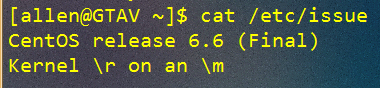 [allen@GTAV ~]$ cat /etc/issue
CentOS release 6.6 (Final)
Kernel \r on an \m